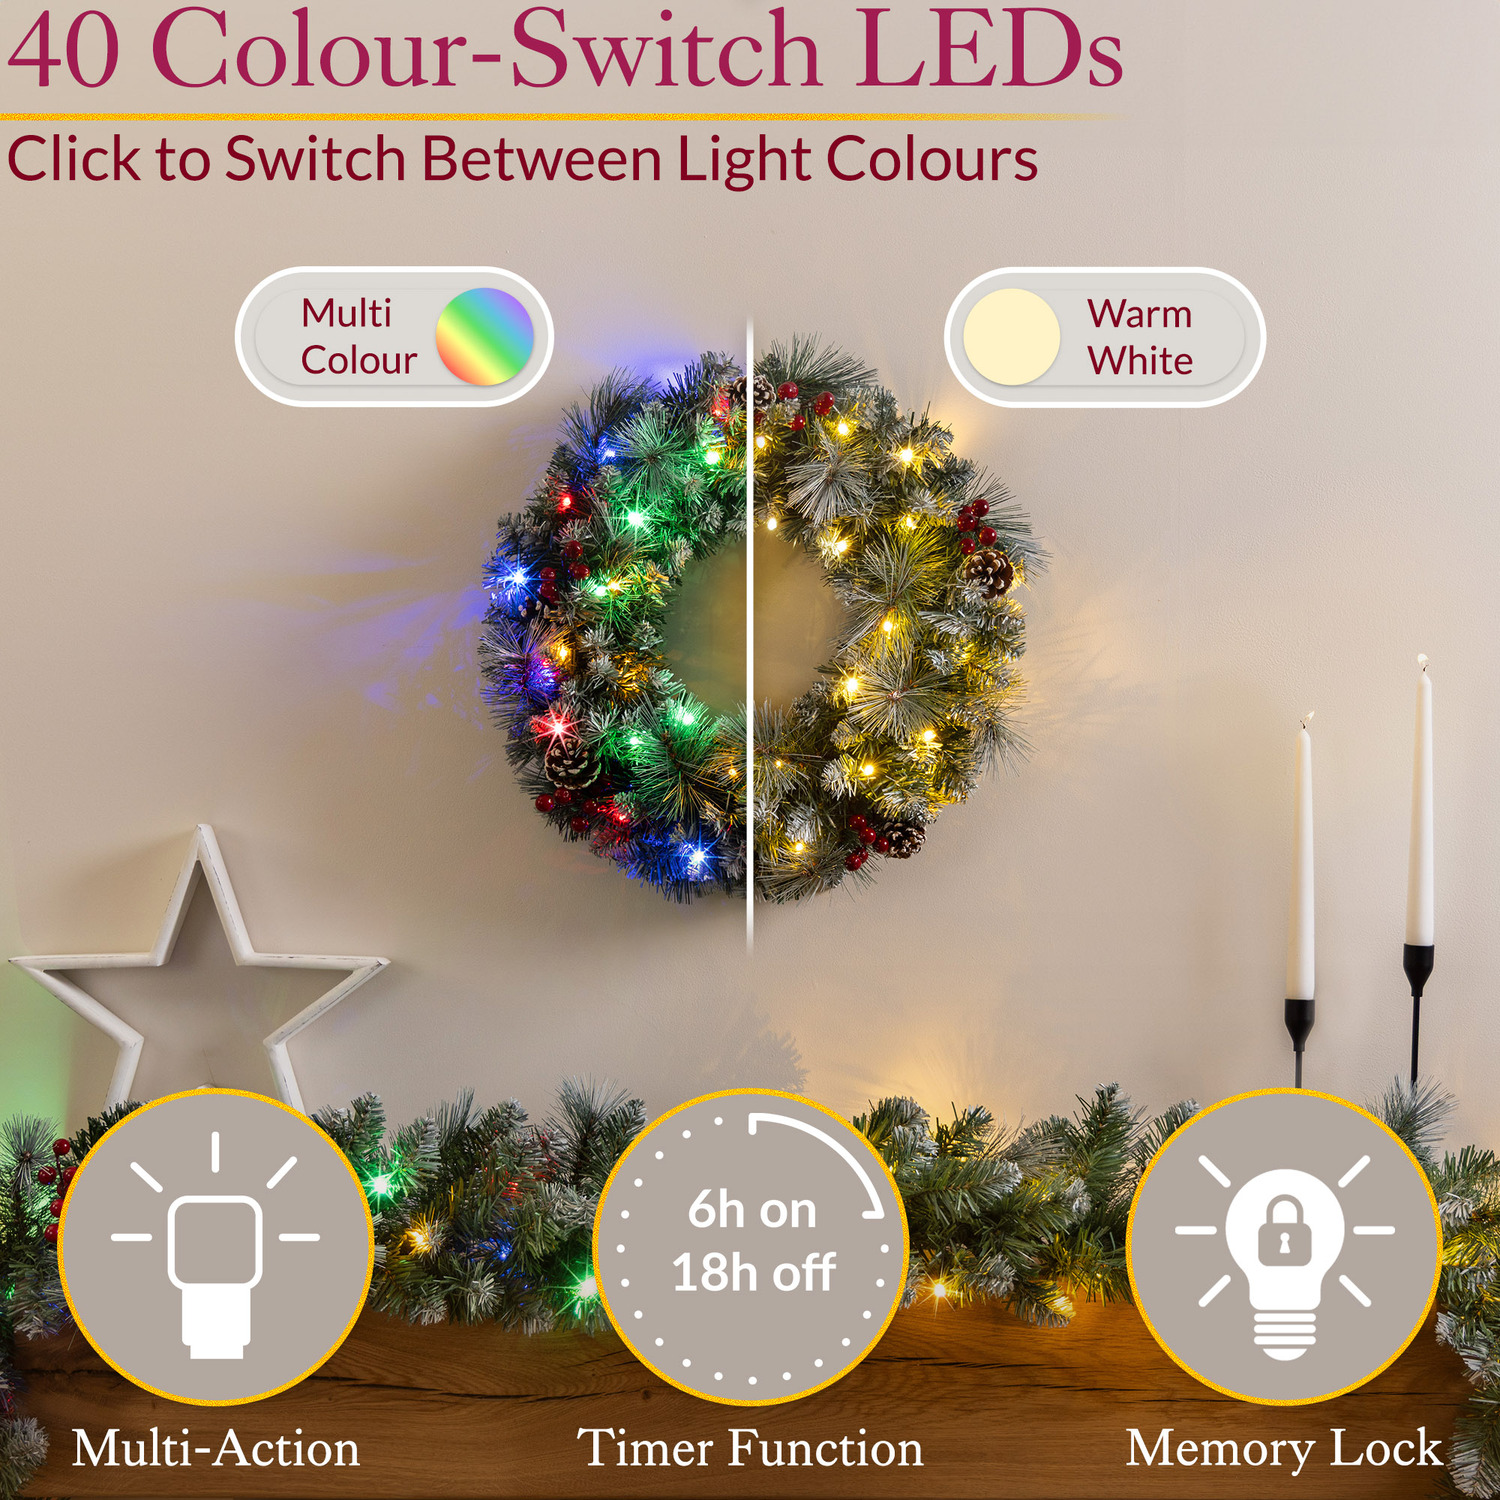 40 Colour-Switch LEDs
Click to Switch Between Light Colours
Multi
Colour
Warm
White
6h on
18h off
Multi-Action
Timer Function
Memory Lock